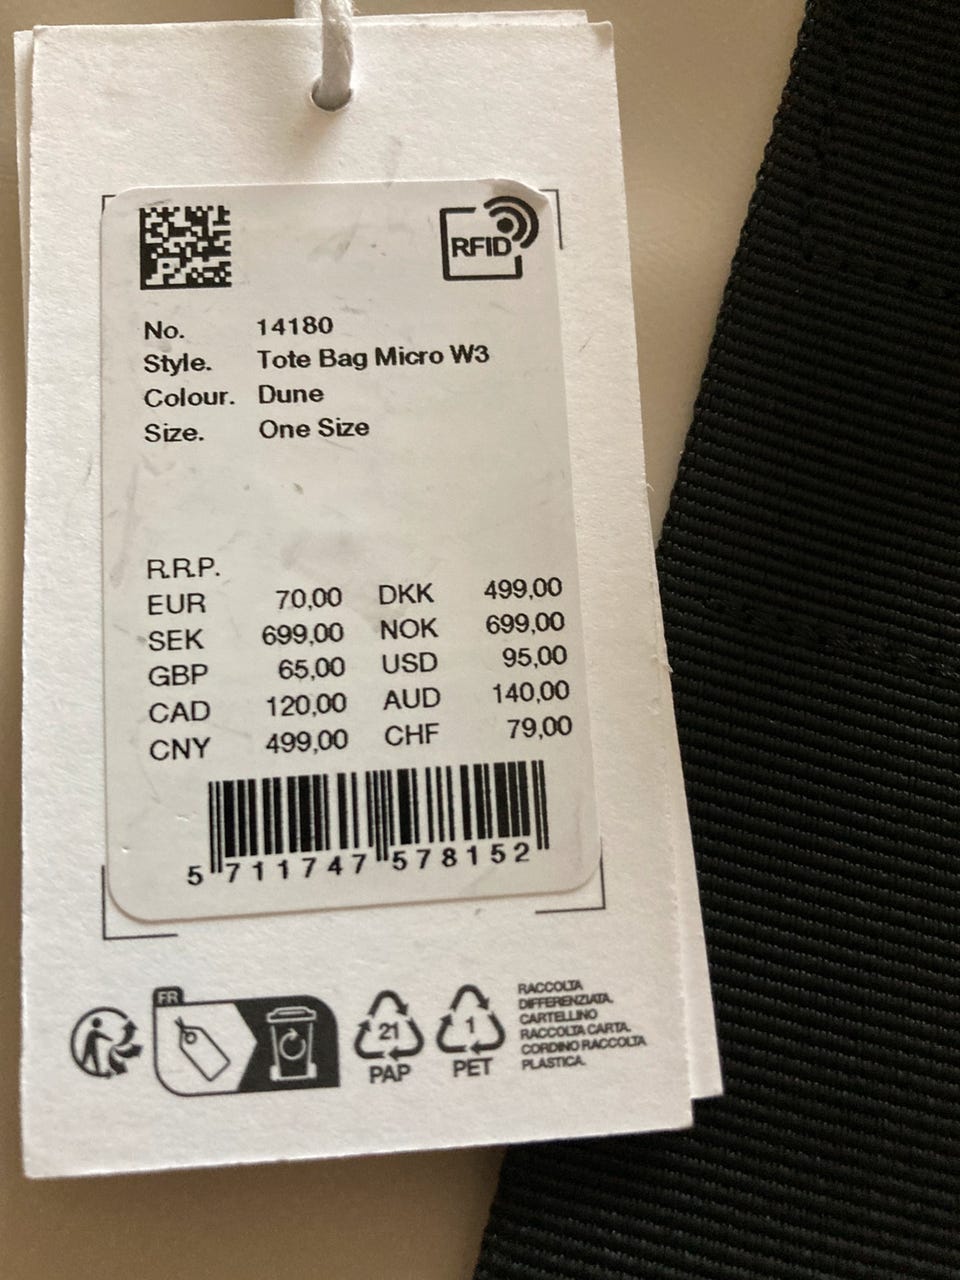 RFID
No. 14180
Style. Tote Bag Micro W3
Colour. Dune
Size. One Size
R.R.P.
EUR 70,00 DKK 499,00
SEK 699,00 NOK 699,00
GBP 65,00 USD 95,00
CAD 120,00 AUD 140,00
CNY 499,00 CHF 79,00
5 711747 578152
FR
21
PAP
1
PET
RACCOLTA
DIFFERENZIATA.
CARTELLINO
RACCOLTA CARTA.
CORDINO RACCOLTA
PLASTICA.